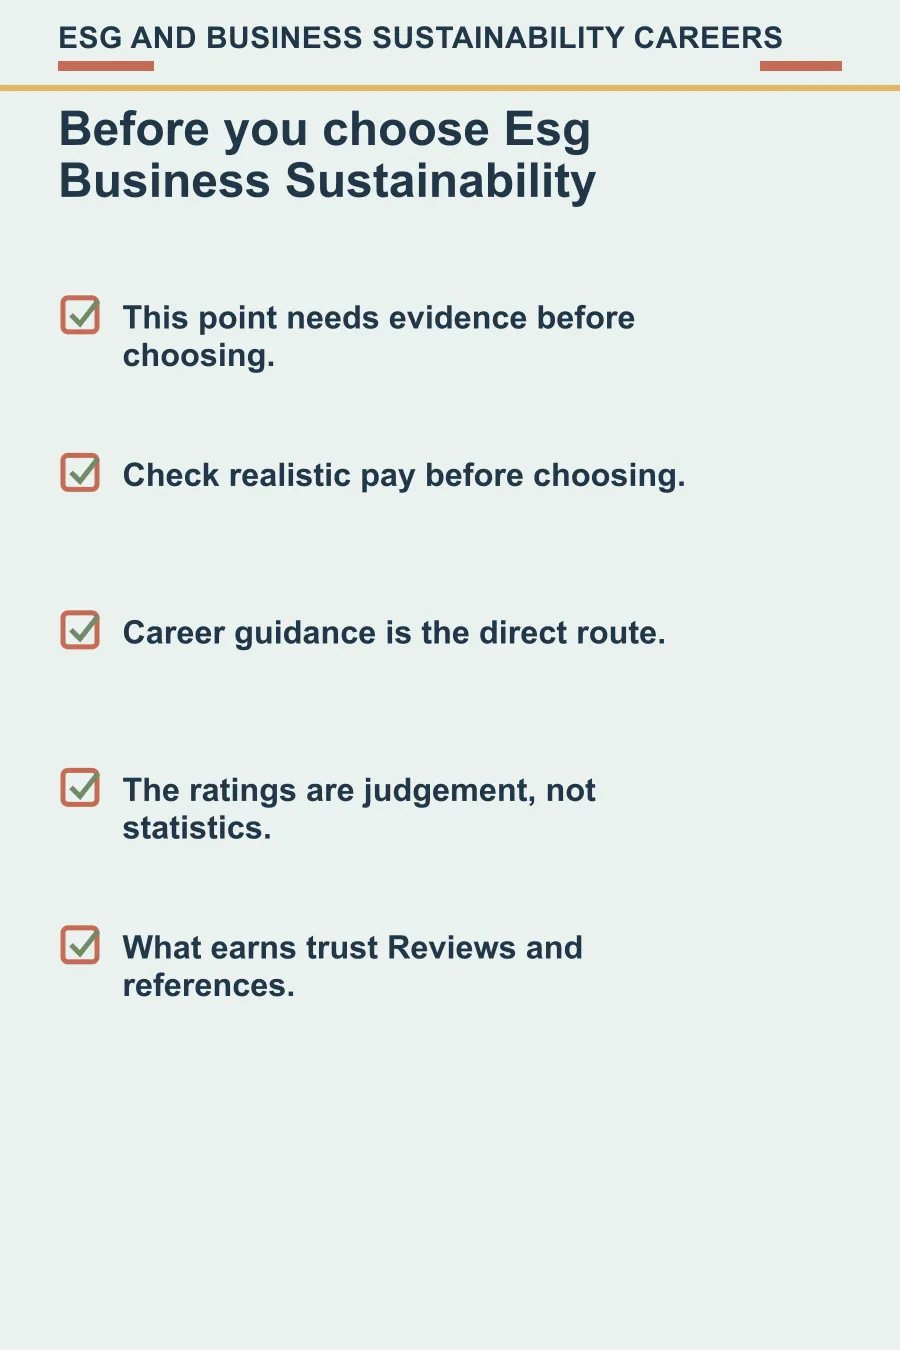 ESG AND BUSINESS SUSTAINABILITY CAREERS
Before you choose Esg
Business Sustainability
This point needs evidence before
choosing.
Check realistic pay before choosing.
Career guidance is the direct route.
The ratings are judgement, not
statistics.
What earns trust Reviews and
references.